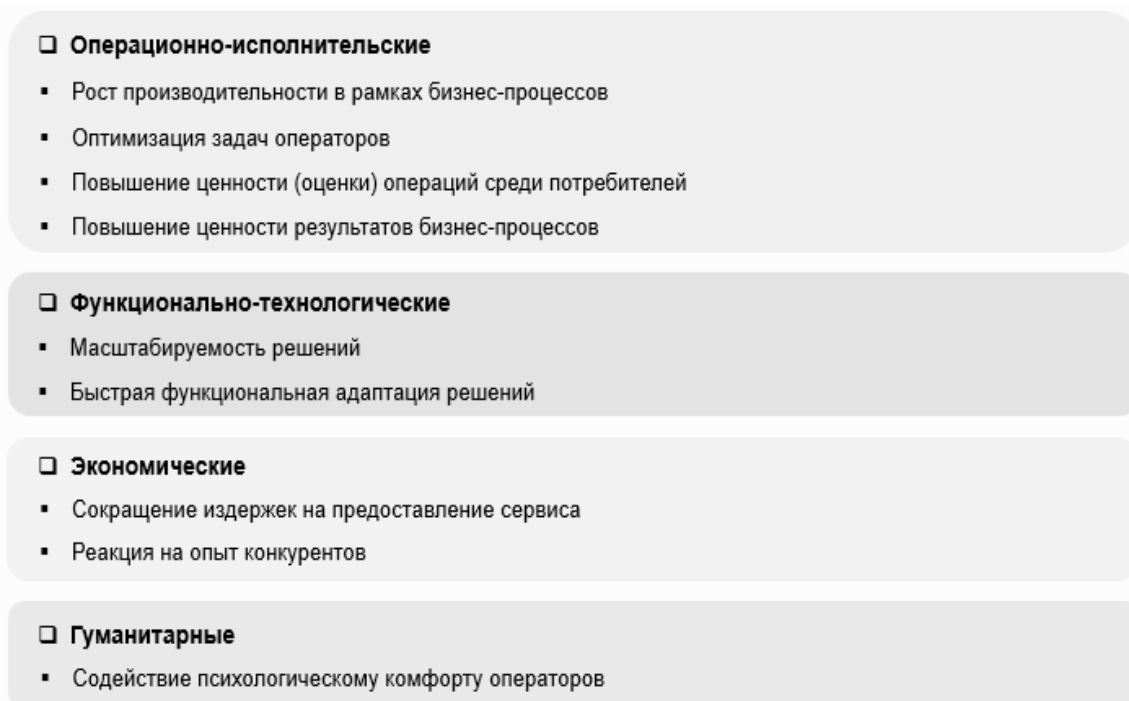 ❑ Операционно-исполнительские
▪ Рост производительности в рамках бизнес-процессов
▪ Оптимизация задач операторов
▪ Повышение ценности (оценки) операций среди потребителей
▪ Повышение ценности результатов бизнес-процессов
❑ Функционально-технологические
▪ Масштабируемость решений
▪ Быстрая функциональная адаптация решений
❑ Экономические
▪ Сокращение издержек на предоставление сервиса
▪ Реакция на опыт конкурентов
❑ Гуманитарные
▪ Содействие психологическому комфорту операторов